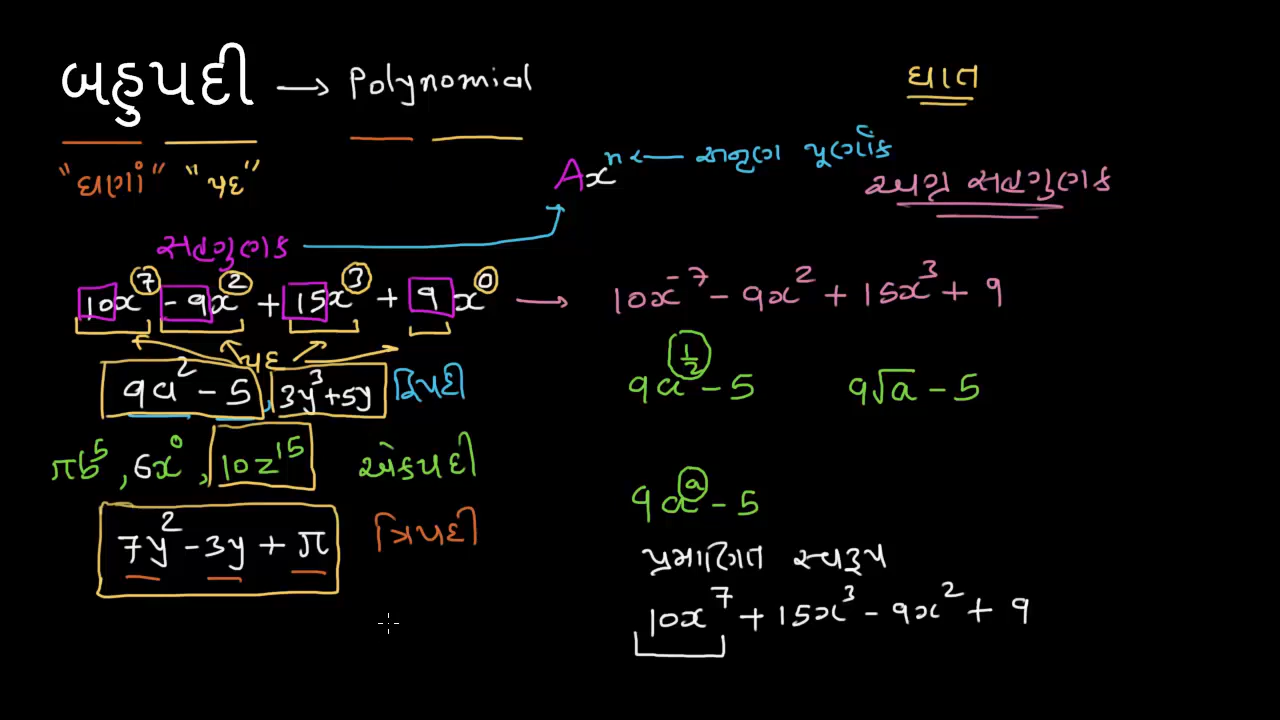 બહુપદી → Polynomial
ઘાત
"ઘણાં" "પદ"
Axⁿ ← અનૃણ પૂર્ણાંક
અચળ સહગુણક
સહગુણક
10x⁷ - 9x² + 15x³ + 9x⁰ → 10x⁻⁷ - 9x² + 15x³ + 9
પદ
9a² - 5, 3y³ + 5y દ્વિપદી
9a^½ - 5 9√a - 5
πb⁵, 6x⁰, 10z¹⁵ એકપદી
9aᵃ - 5
7y² - 3y + π ત્રિપદી
પ્રમાણિત સ્વરૂપ
10x⁷ + 15x³ - 9x² + 9